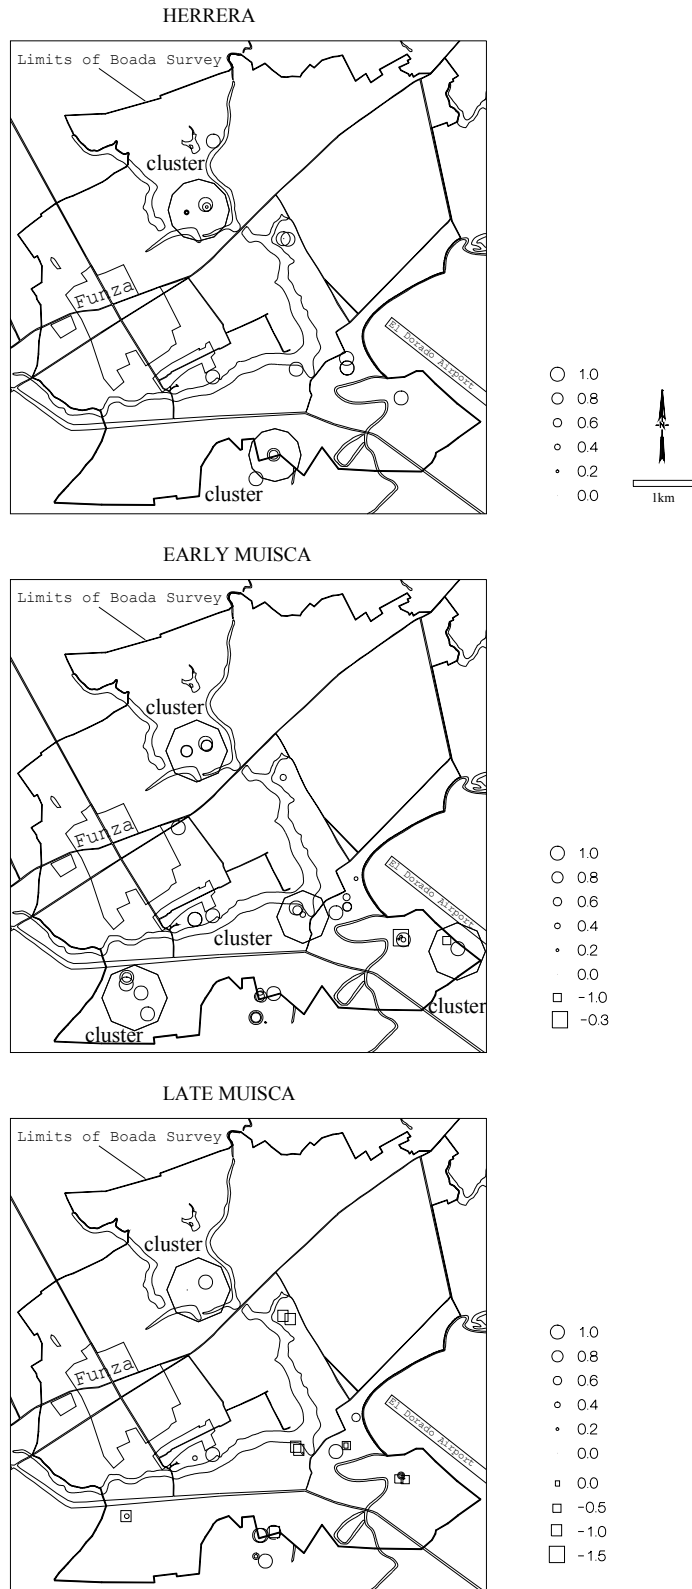 HERRERA
Limits of Boada Survey
cluster
Funza
El Dorado Airport
cluster
1.0
0.8
0.6
0.4
0.2
0.0
N
1km
EARLY MUISCA
Limits of Boada Survey
cluster
Funza
El Dorado Airport
cluster
cluster
cluster
1.0
0.8
0.6
0.4
0.2
0.0
-1.0
-0.3
LATE MUISCA
Limits of Boada Survey
cluster
Funza
El Dorado Airport
1.0
0.8
0.6
0.4
0.2
0.0
0.0
-0.5
-1.0
-1.5